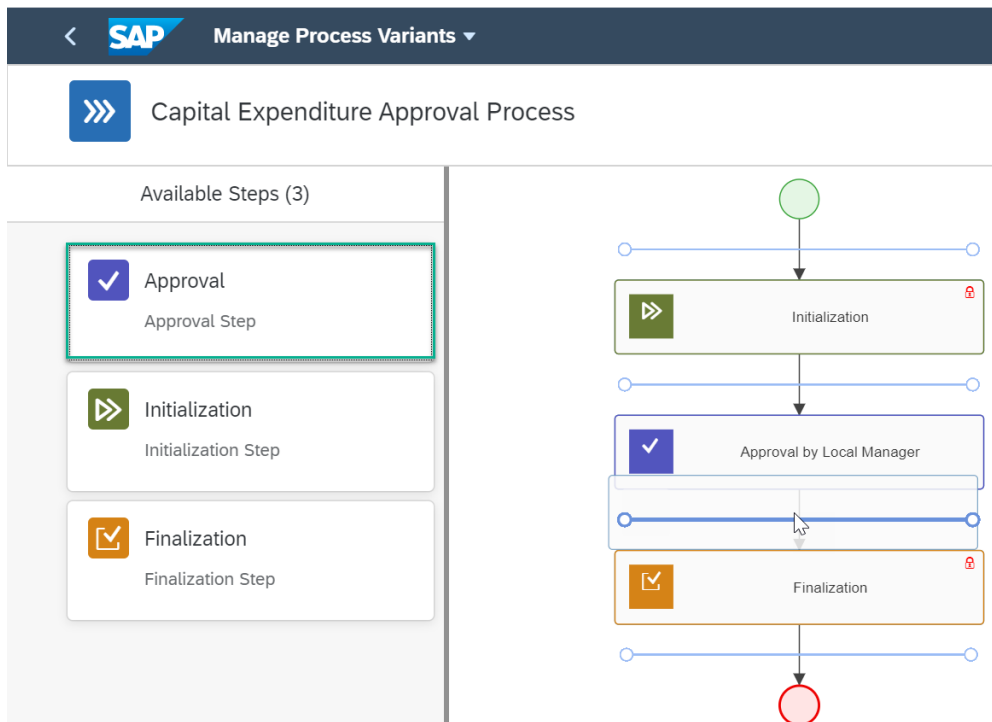 SAP Manage Process Variants
Capital Expenditure Approval Process
Available Steps (3)
Approval
Approval Step
Initialization
Initialization Step
Finalization
Finalization Step
Initialization
Approval by Local Manager
Finalization